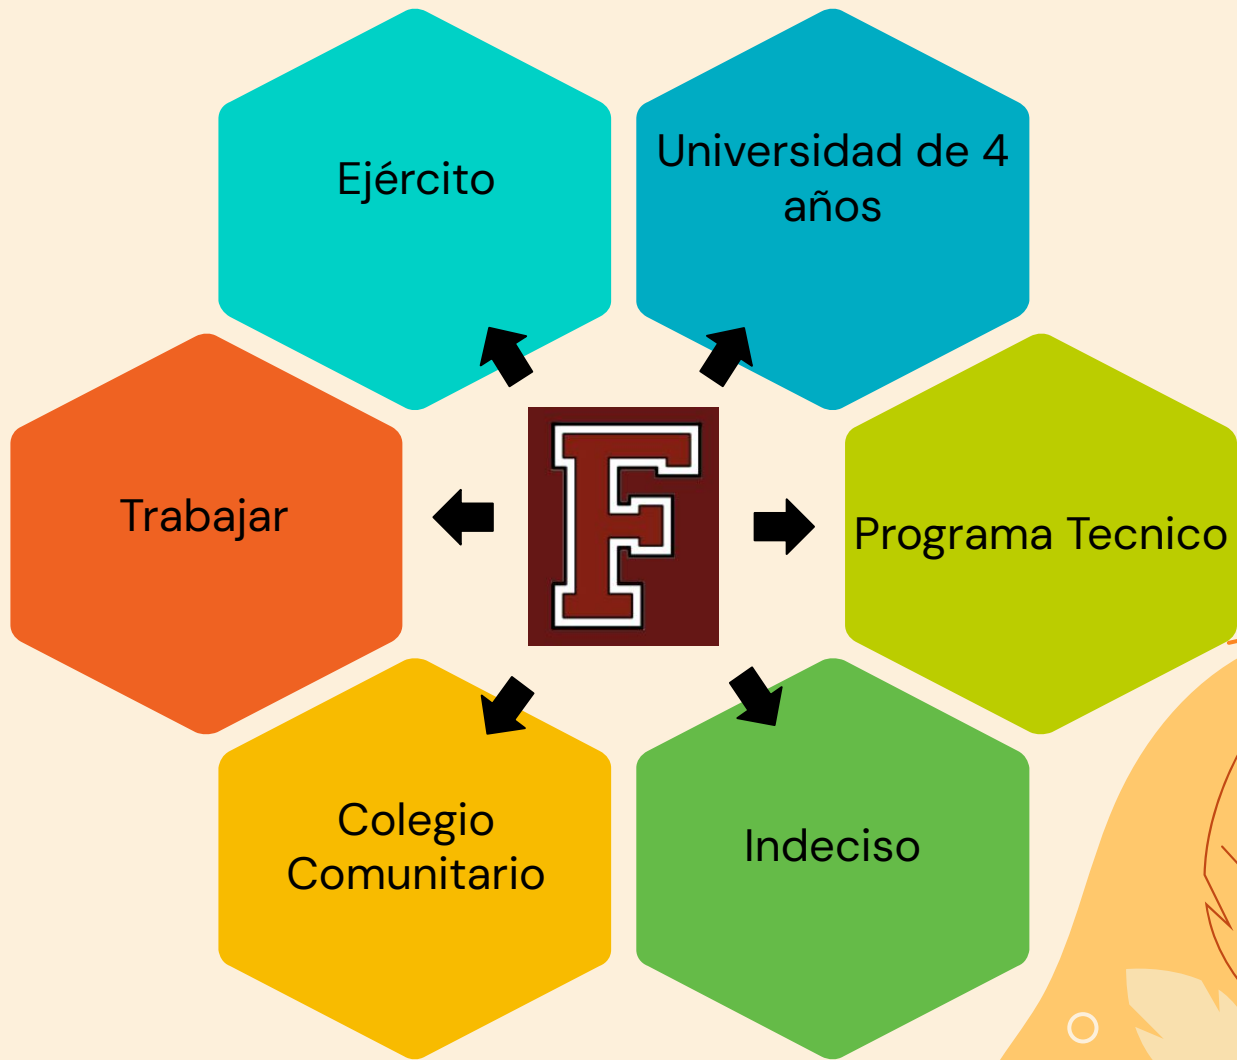 Ejército
Universidad de 4
años
Trabajar
F
Programa Tecnico
Colegio
Comunitario
Indeciso